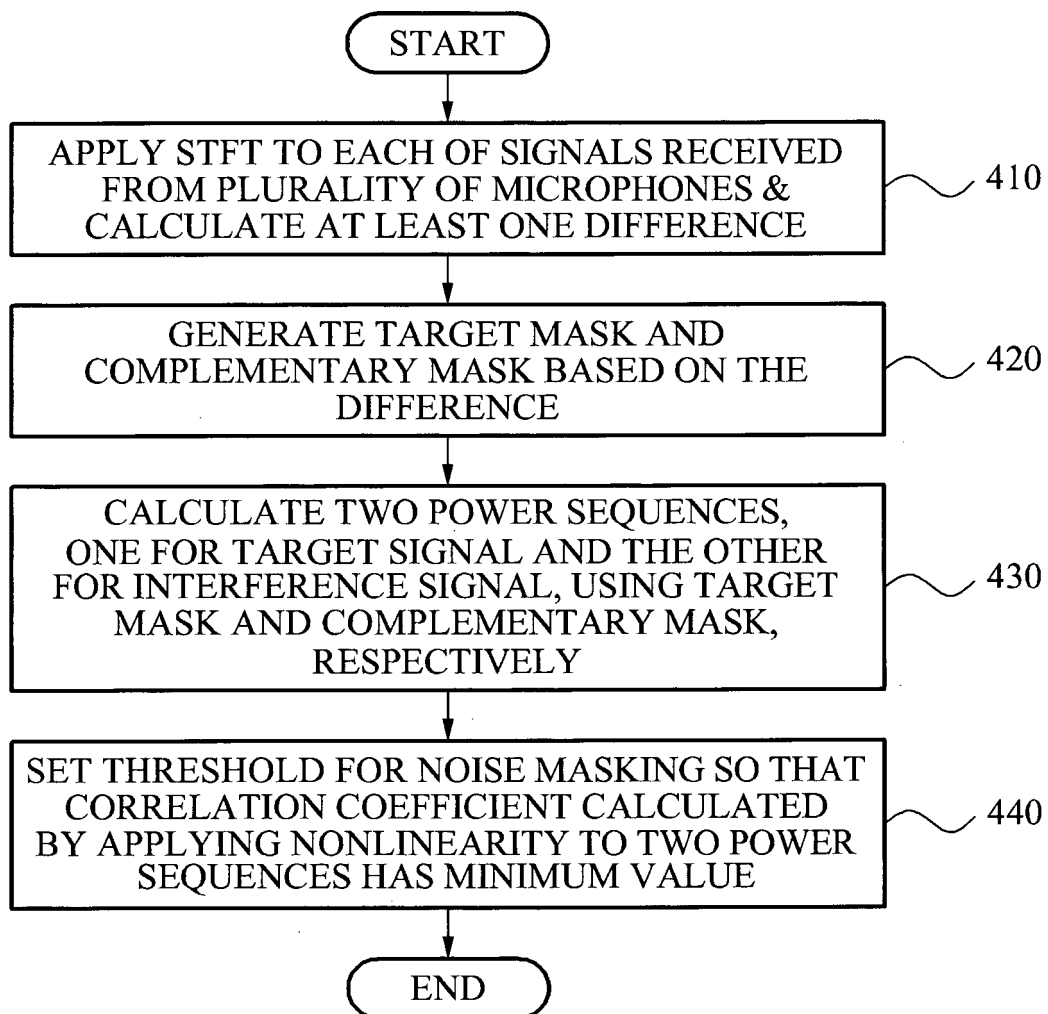 START
APPLY STFT TO EACH OF SIGNALS RECEIVED
FROM PLURALITY OF MICROPHONES &
CALCULATE AT LEAST ONE DIFFERENCE
410
GENERATE TARGET MASK AND
COMPLEMENTARY MASK BASED ON THE
DIFFERENCE
420
CALCULATE TWO POWER SEQUENCES,
ONE FOR TARGET SIGNAL AND THE OTHER
FOR INTERFERENCE SIGNAL, USING TARGET
MASK AND COMPLEMENTARY MASK,
RESPECTIVELY
430
SET THRESHOLD FOR NOISE MASKING SO THAT
CORRELATION COEFFICIENT CALCULATED
BY APPLYING NONLINEARITY TO TWO POWER
SEQUENCES HAS MINIMUM VALUE
440
END